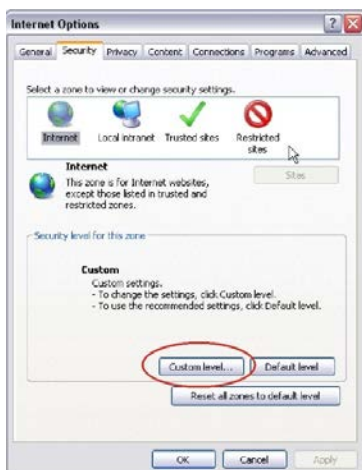 Internet Options
General Security Privacy Content Connections Programs Advanced
Select a zone to view or change security settings.
Internet Local intranet Trusted sites Restricted sites
Internet
Sites
This zone is for Internet websites,
except those listed in trusted and
restricted zones.
Security level for this zone
Custom
Custom settings.
- To change the settings, click Custom level.
- To use the recommended settings, click Default level.
Custom level... Default level
Reset all zones to default level
OK Cancel Apply